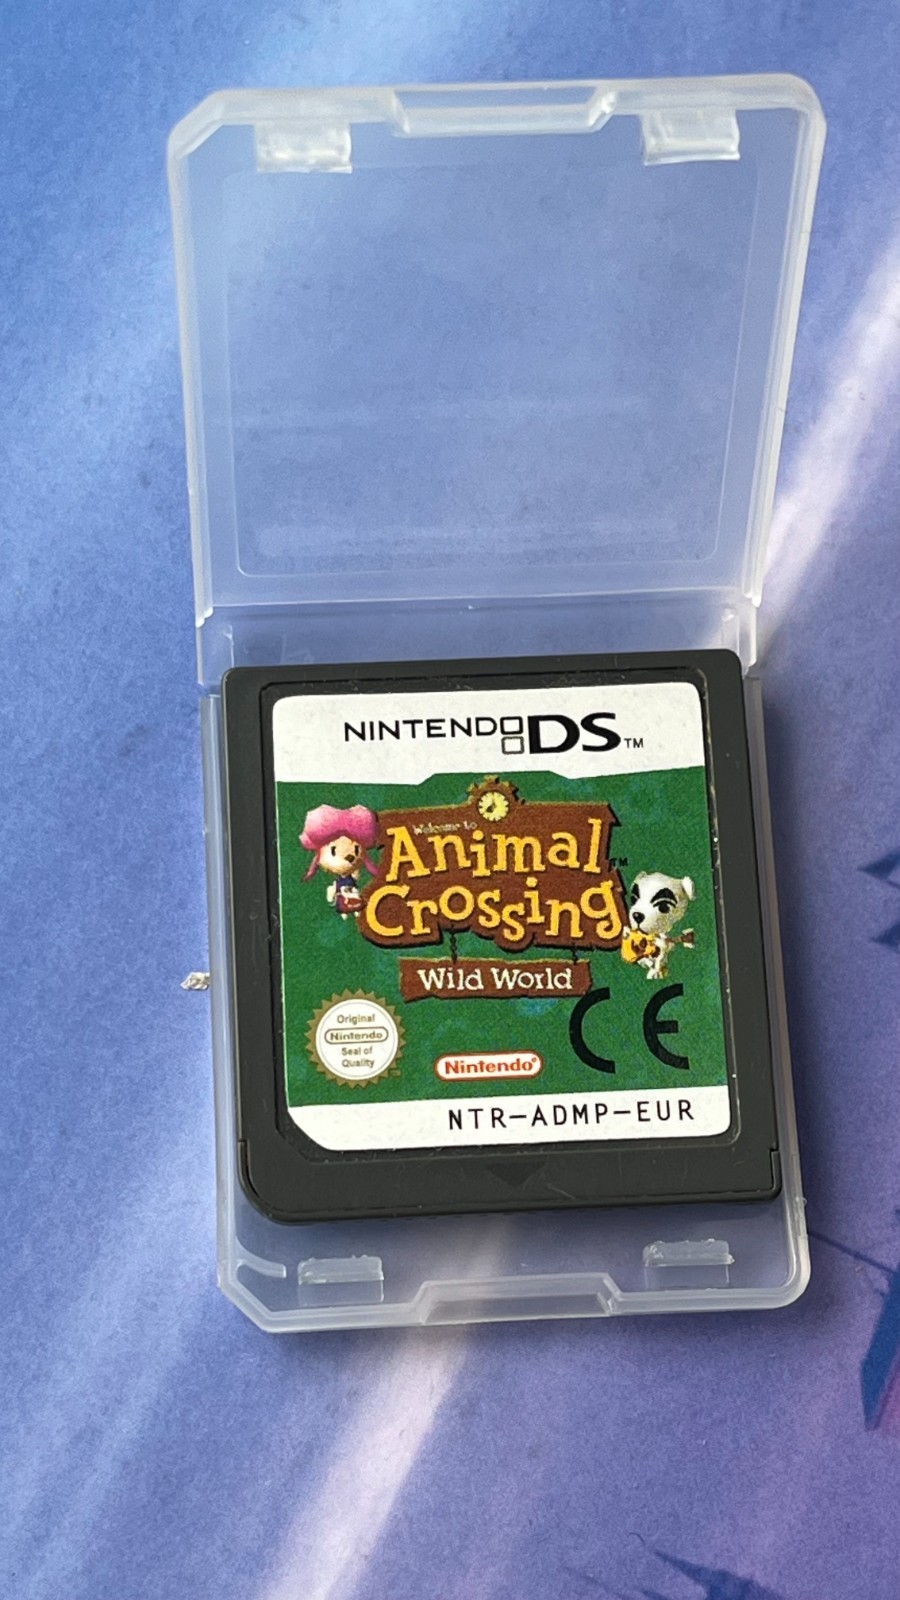 NINTENDO DS™
Welcome to
Animal
Crossing™
Wild World
Original
Nintendo
Seal of
Quality
Nintendo®
CE
NTR-ADMP-EUR